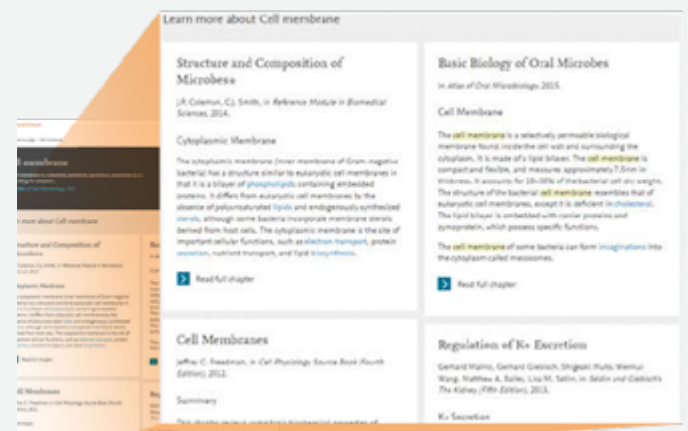 Learn more about Cell membrane
Structure and Composition of
Microbes
J.R. Coleman, C.J. Smith, in Reference Module in Biomedical
Sciences, 2014.
Cytoplasmic Membrane
The cytoplasmic membrane (inner membrane of Gram-negative
bacteria) has a structure similar to eukaryotic cell membranes in
that it is a bilayer of phospholipids containing embedded
proteins. It differs from eukaryotic cell membranes by the
absence of polyunsaturated lipids and endogenously synthesized
sterols, although some bacteria incorporate membrane sterols
derived from host cells. The cytoplasmic membrane is the site of
important cellular functions, such as electron transport, protein
secretion, nutrient transport, and lipid biosynthesis.
Read full chapter
Basic Biology of Oral Microbes
in Atlas of Oral Microbiology, 2015.
Cell Membrane
The cell membrane is a selectively permeable biological
membrane found inside the cell wall and surrounding the
cytoplasm. It is made of a lipid bilayer. The cell membrane is
compact and flexible, and measures approximately 7.5nm in
thickness. It accounts for of the bacterial cell dry weight.
The structure of the bacterial cell membrane resembles that of
eukaryotic cell membranes, except it is deficient in cholesterol.
The lipid bilayer is embedded with carrier proteins and
zymoprotein, which possess specific functions.
The cell membrane of some bacteria can form invaginations into
the cytoplasm called mesosomes.
Read full chapter
Cell Membranes
Jeffrey C. Freedman, in Cell Physiology Source Book (Fourth
Edition), 2012.
Summary
Regulation of K+ Excretion
Gerhard Malnic, Gerhard Giebisch, Shigeaki Muto, Wenhui
Wang, Matthew A. Bailey, Lisa M. Satlin, in Seldin and Giebisch's
The Kidney (Fifth Edition), 2013.
K+ Secretion